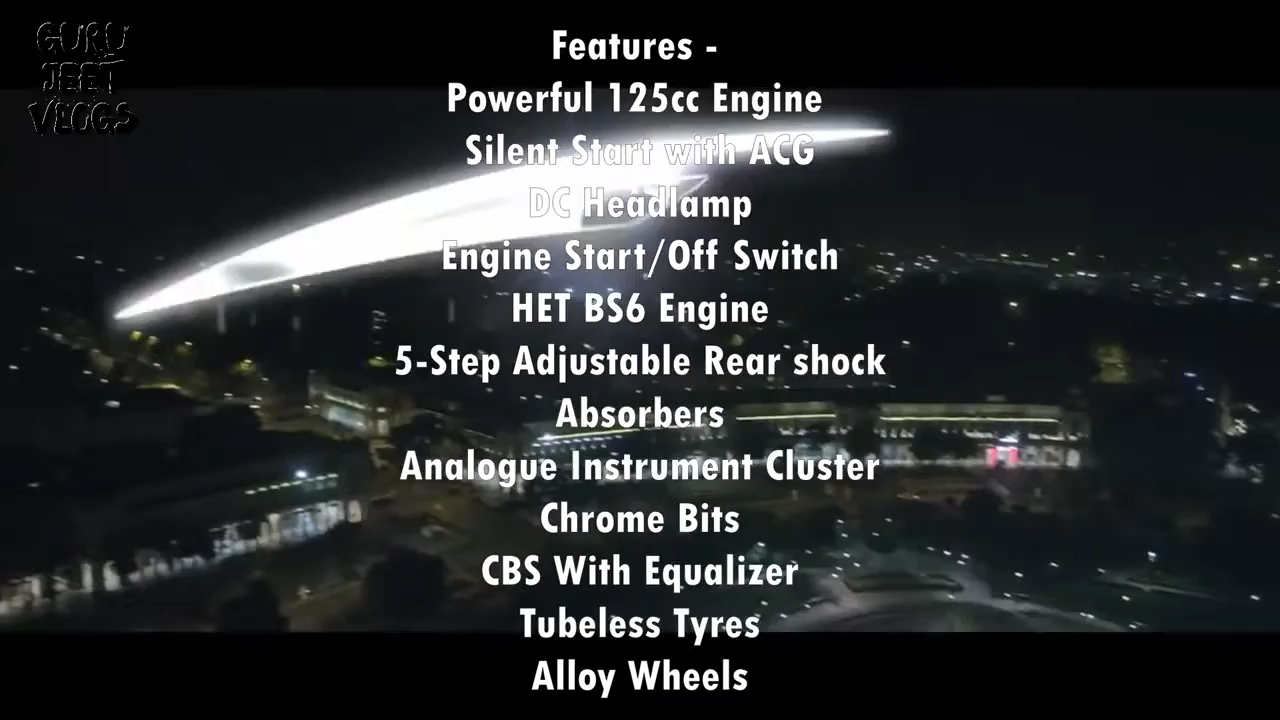 GURU
JEET
VLOGS
Features -
Powerful 125cc Engine
Silent Start with ACG
DC Headlamp
Engine Start/Off Switch
HET BS6 Engine
5-Step Adjustable Rear shock
Absorbers
Analogue Instrument Cluster
Chrome Bits
CBS With Equalizer
Tubeless Tyres
Alloy Wheels